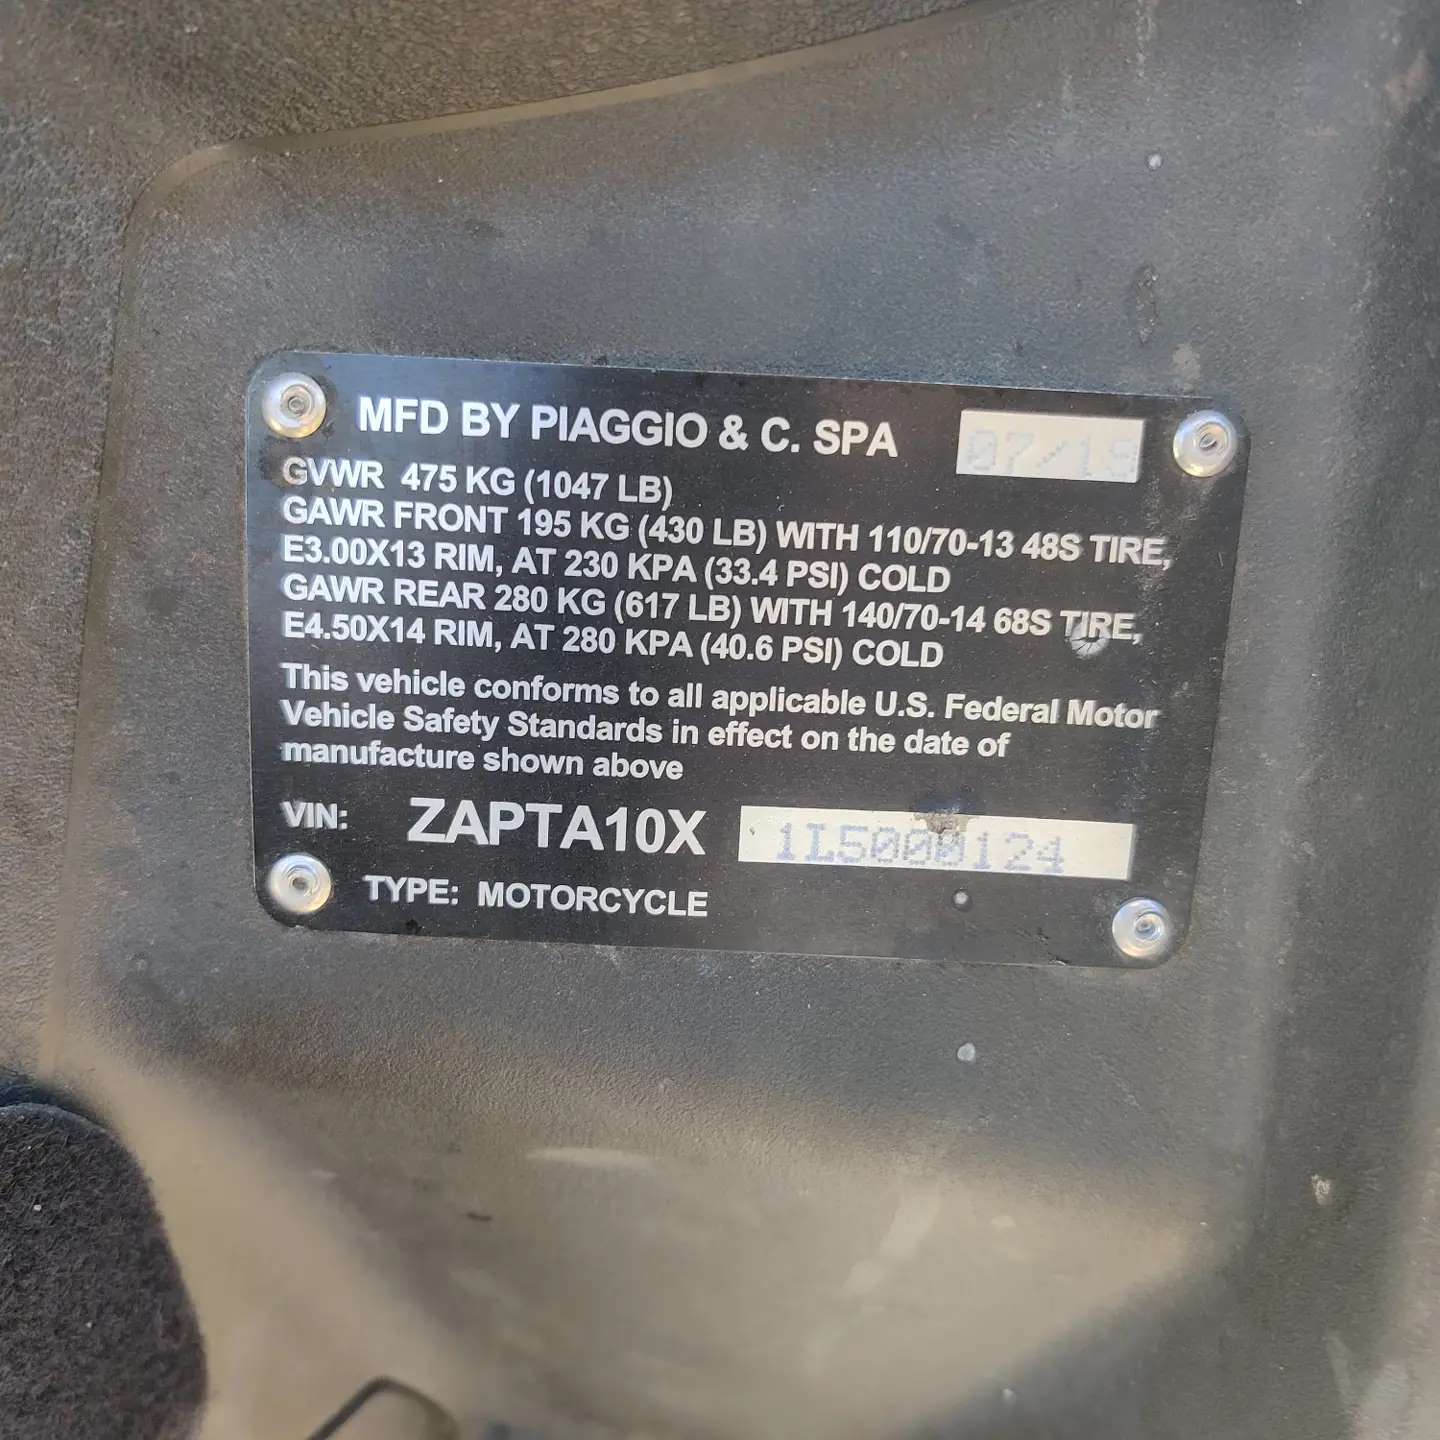 MFD BY PIAGGIO & C. SPA 07/19
GVWR 475 KG (1047 LB)
GAWR FRONT 195 KG (430 LB) WITH 110/70-13 48S TIRE,
E3.00X13 RIM, AT 230 KPA (33.4 PSI) COLD
GAWR REAR 280 KG (617 LB) WITH 140/70-14 68S TIRE,
E4.50X14 RIM, AT 280 KPA (40.6 PSI) COLD
This vehicle conforms to all applicable U.S. Federal Motor
Vehicle Safety Standards in effect on the date of
manufacture shown above
VIN: ZAPTA10X 1L5000124
TYPE: MOTORCYCLE